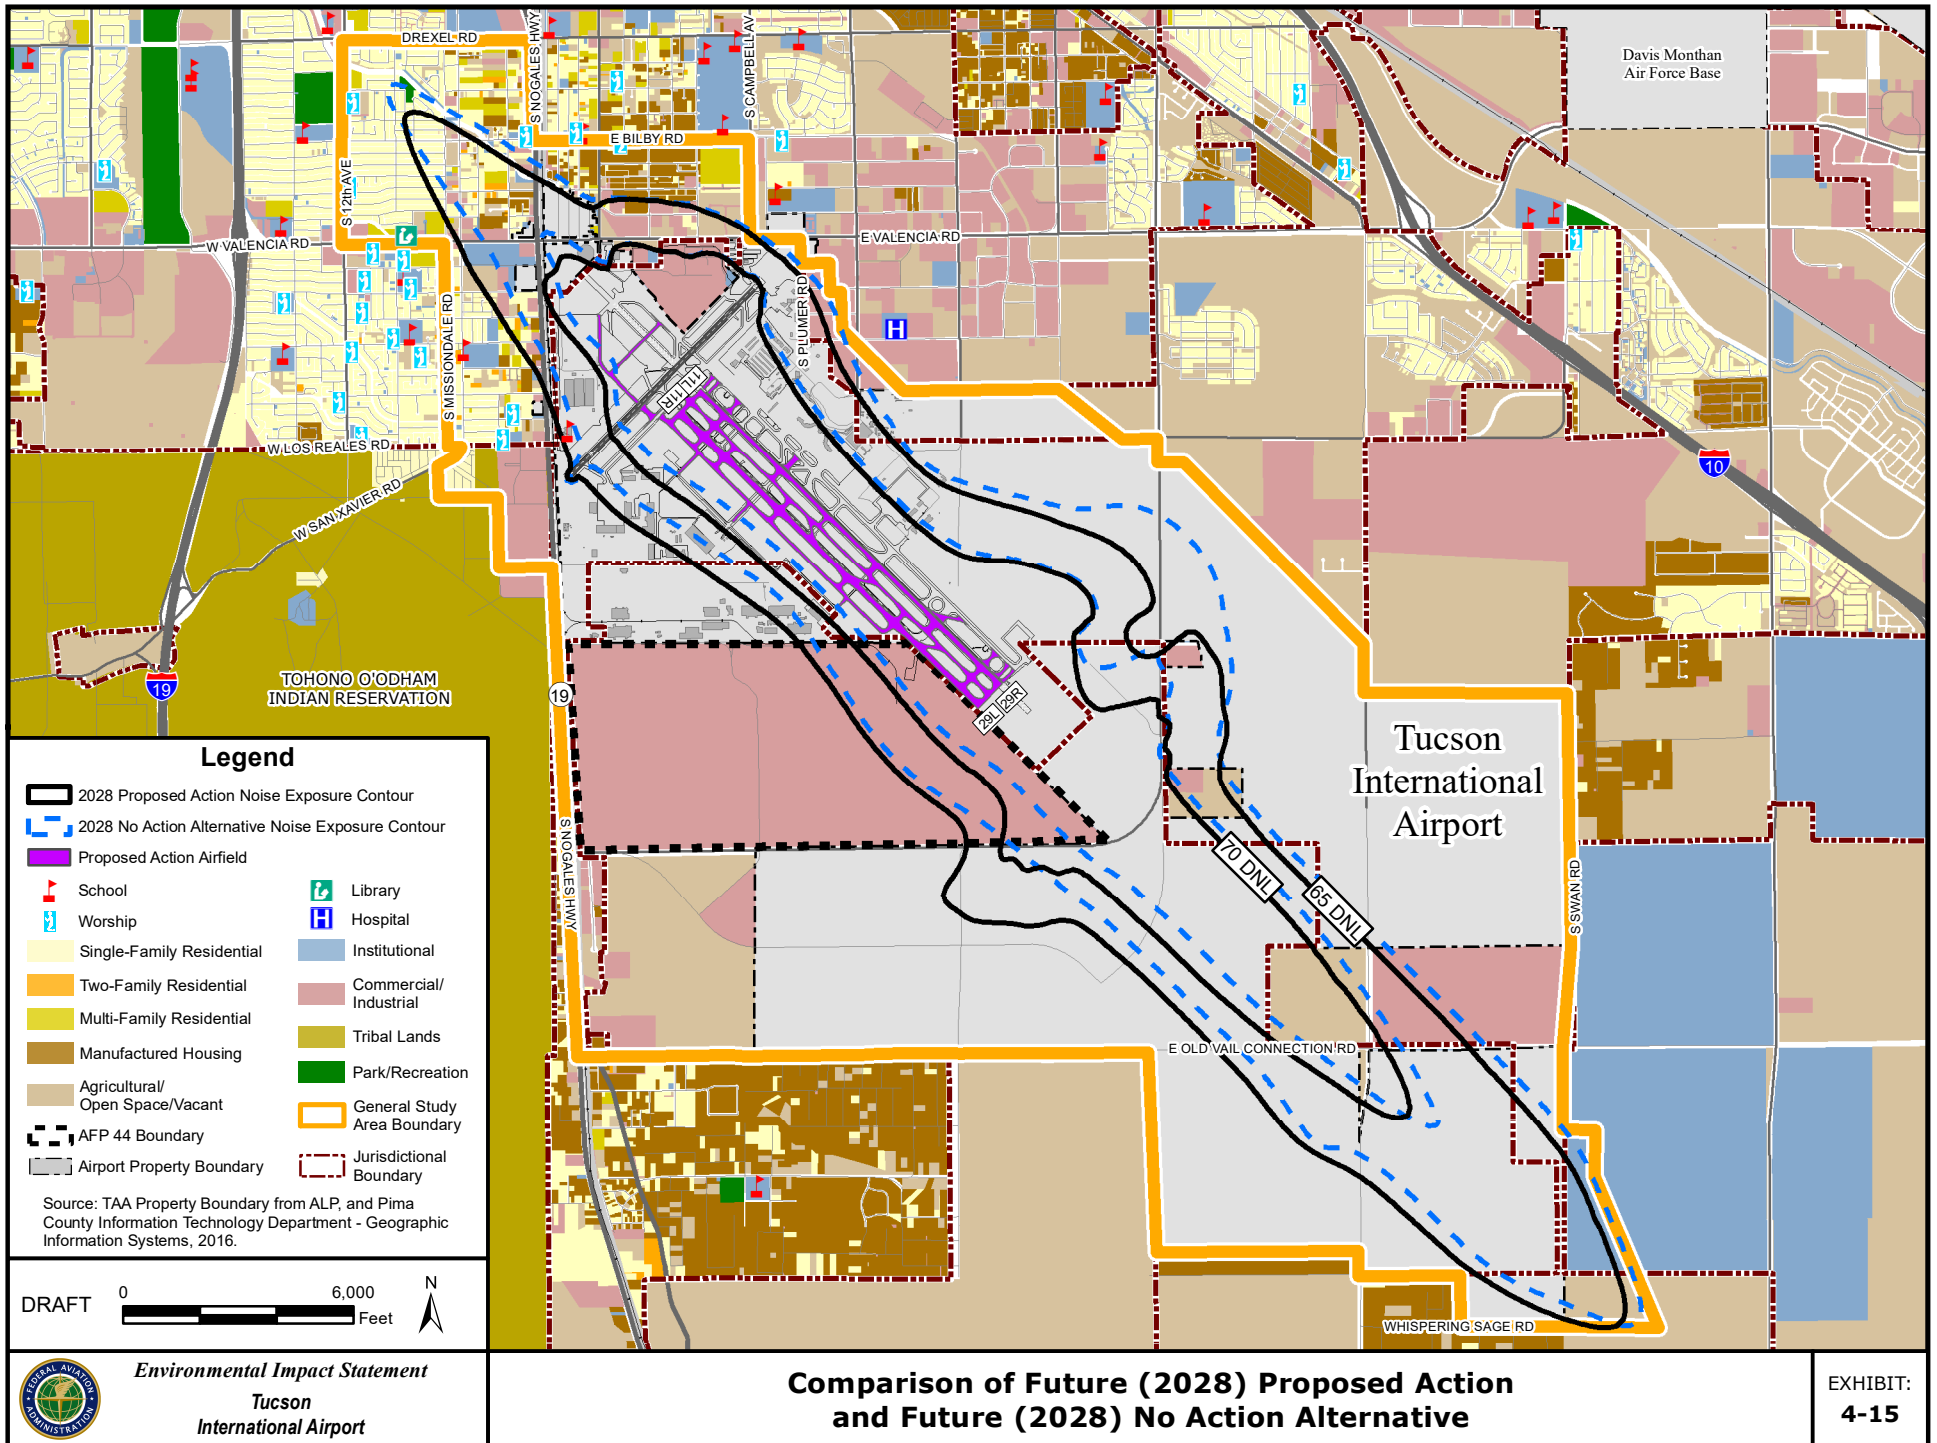 DREXEL RD
S NOGALES HWY
S CAMPBELL AV
Davis Monthan
Air Force Base
E BILBY RD
S 12th AVE
W VALENCIA RD
E VALENCIA RD
S PLUMER RD
S MISSIONDALE RD
11L
11R
W LOS REALES RD
W SAN XAVIER RD
10
19
TOHONO O'ODHAM
INDIAN RESERVATION
19
29L
29R
Tucson
International
Airport
S NOGALES HWY
70 DNL
65 DNL
S SWAN RD
E OLD VAIL CONNECTION RD
WHISPERING SAGE RD
Legend
2028 Proposed Action Noise Exposure Contour
2028 No Action Alternative Noise Exposure Contour
Proposed Action Airfield
School
Worship
Single-Family Residential
Two-Family Residential
Multi-Family Residential
Manufactured Housing
Agricultural/
Open Space/Vacant
AFP 44 Boundary
Airport Property Boundary
Library
H Hospital
Institutional
Commercial/
Industrial
Tribal Lands
Park/Recreation
General Study
Area Boundary
Jurisdictional
Boundary
Source: TAA Property Boundary from ALP, and Pima
County Information Technology Department - Geographic
Information Systems, 2016.
DRAFT
0 6,000
Feet
N
FEDERAL AVIATION
ADMINISTRATION
Environmental Impact Statement
Tucson
International Airport
Comparison of Future (2028) Proposed Action
and Future (2028) No Action Alternative
EXHIBIT:
4-15